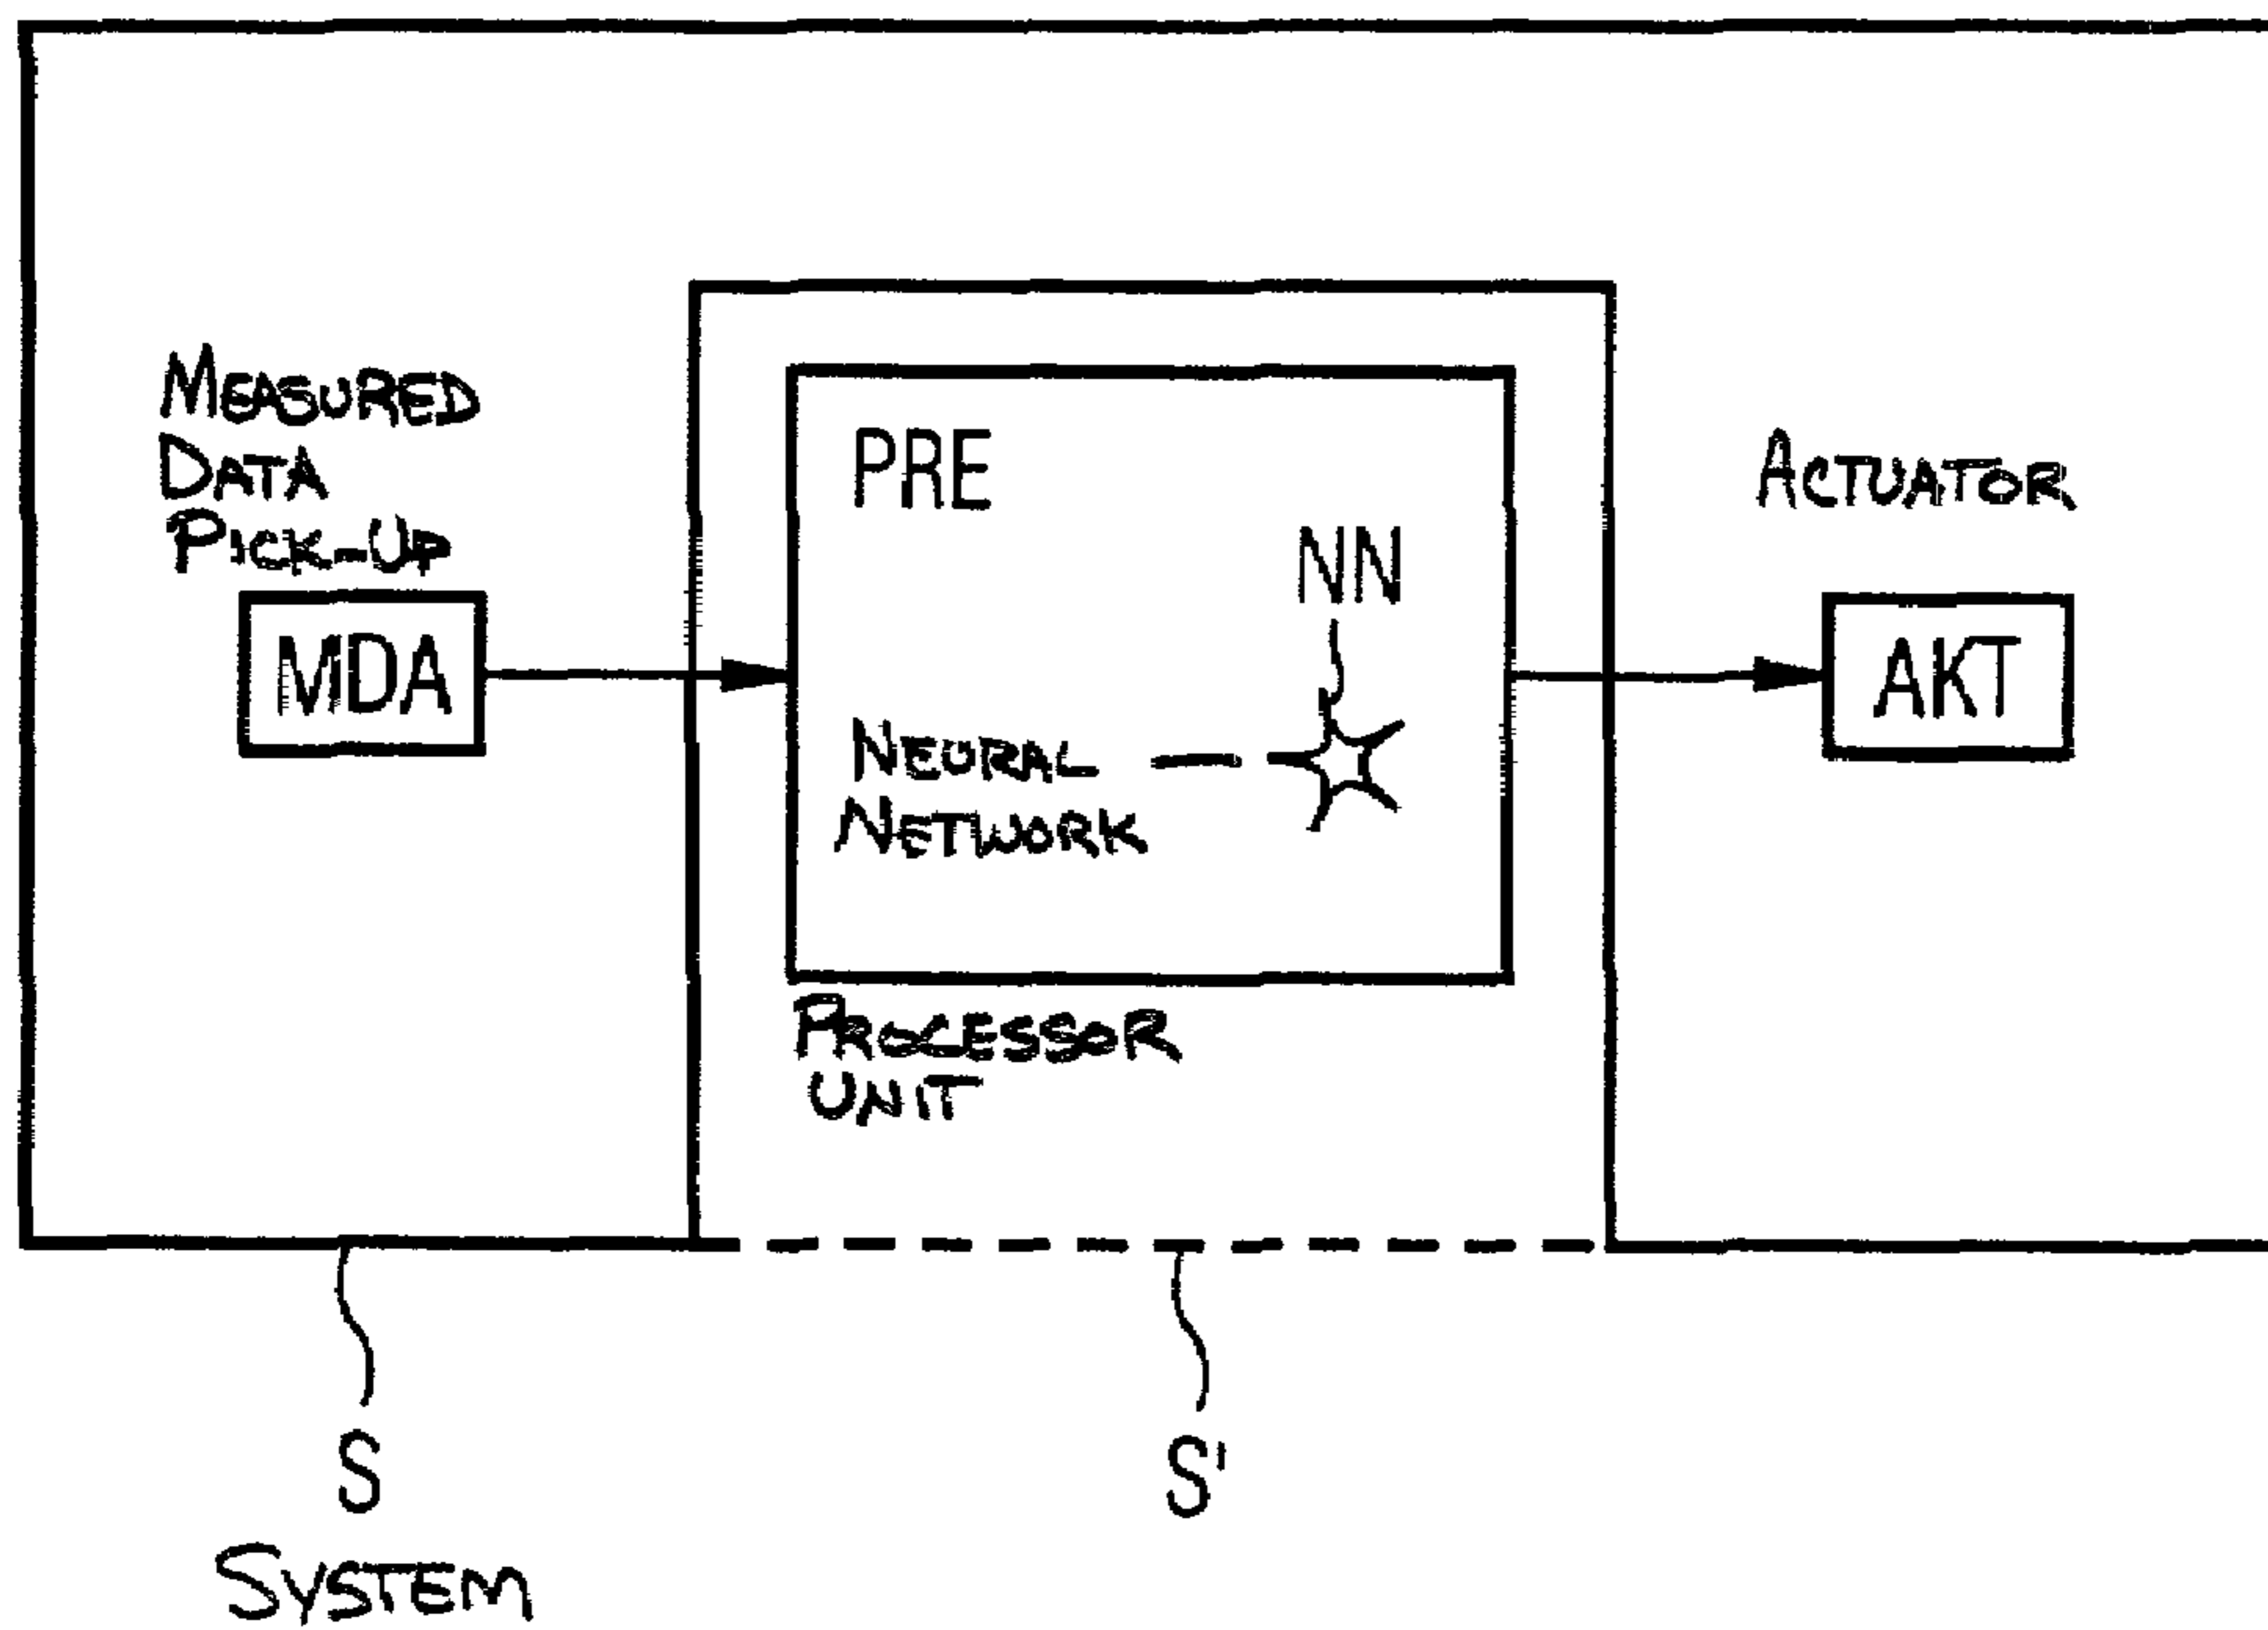 MEASURED
DATA
PICK-UP
MDA
PRE
NN
NEURAL
NETWORK
PROCESSOR
UNIT
ACTUATOR
AKT
S
SYSTEM
S'